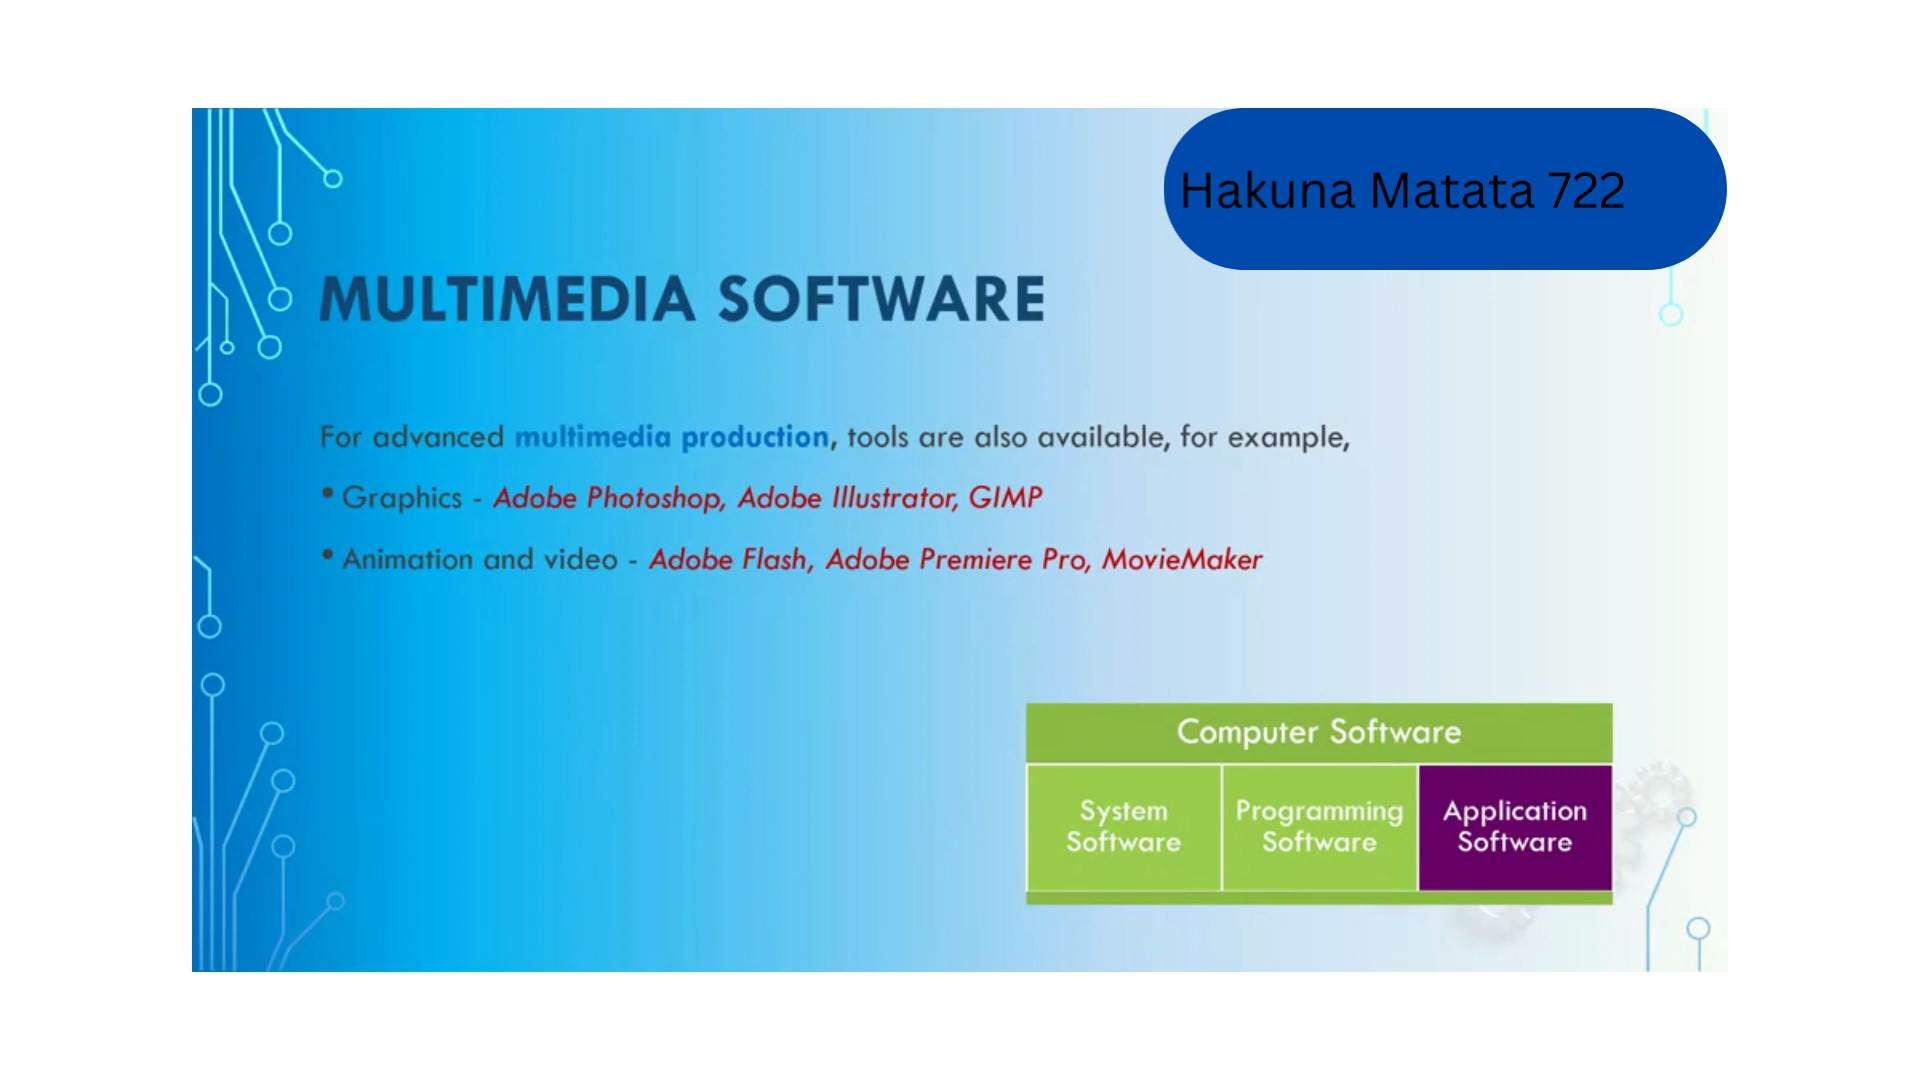 Hakuna Matata 722
MULTIMEDIA SOFTWARE
For advanced multimedia production, tools are also available, for example,
• Graphics - Adobe Photoshop, Adobe Illustrator, GIMP
• Animation and video - Adobe Flash, Adobe Premiere Pro, MovieMaker
Computer Software
System
Software
Programming
Software
Application
Software